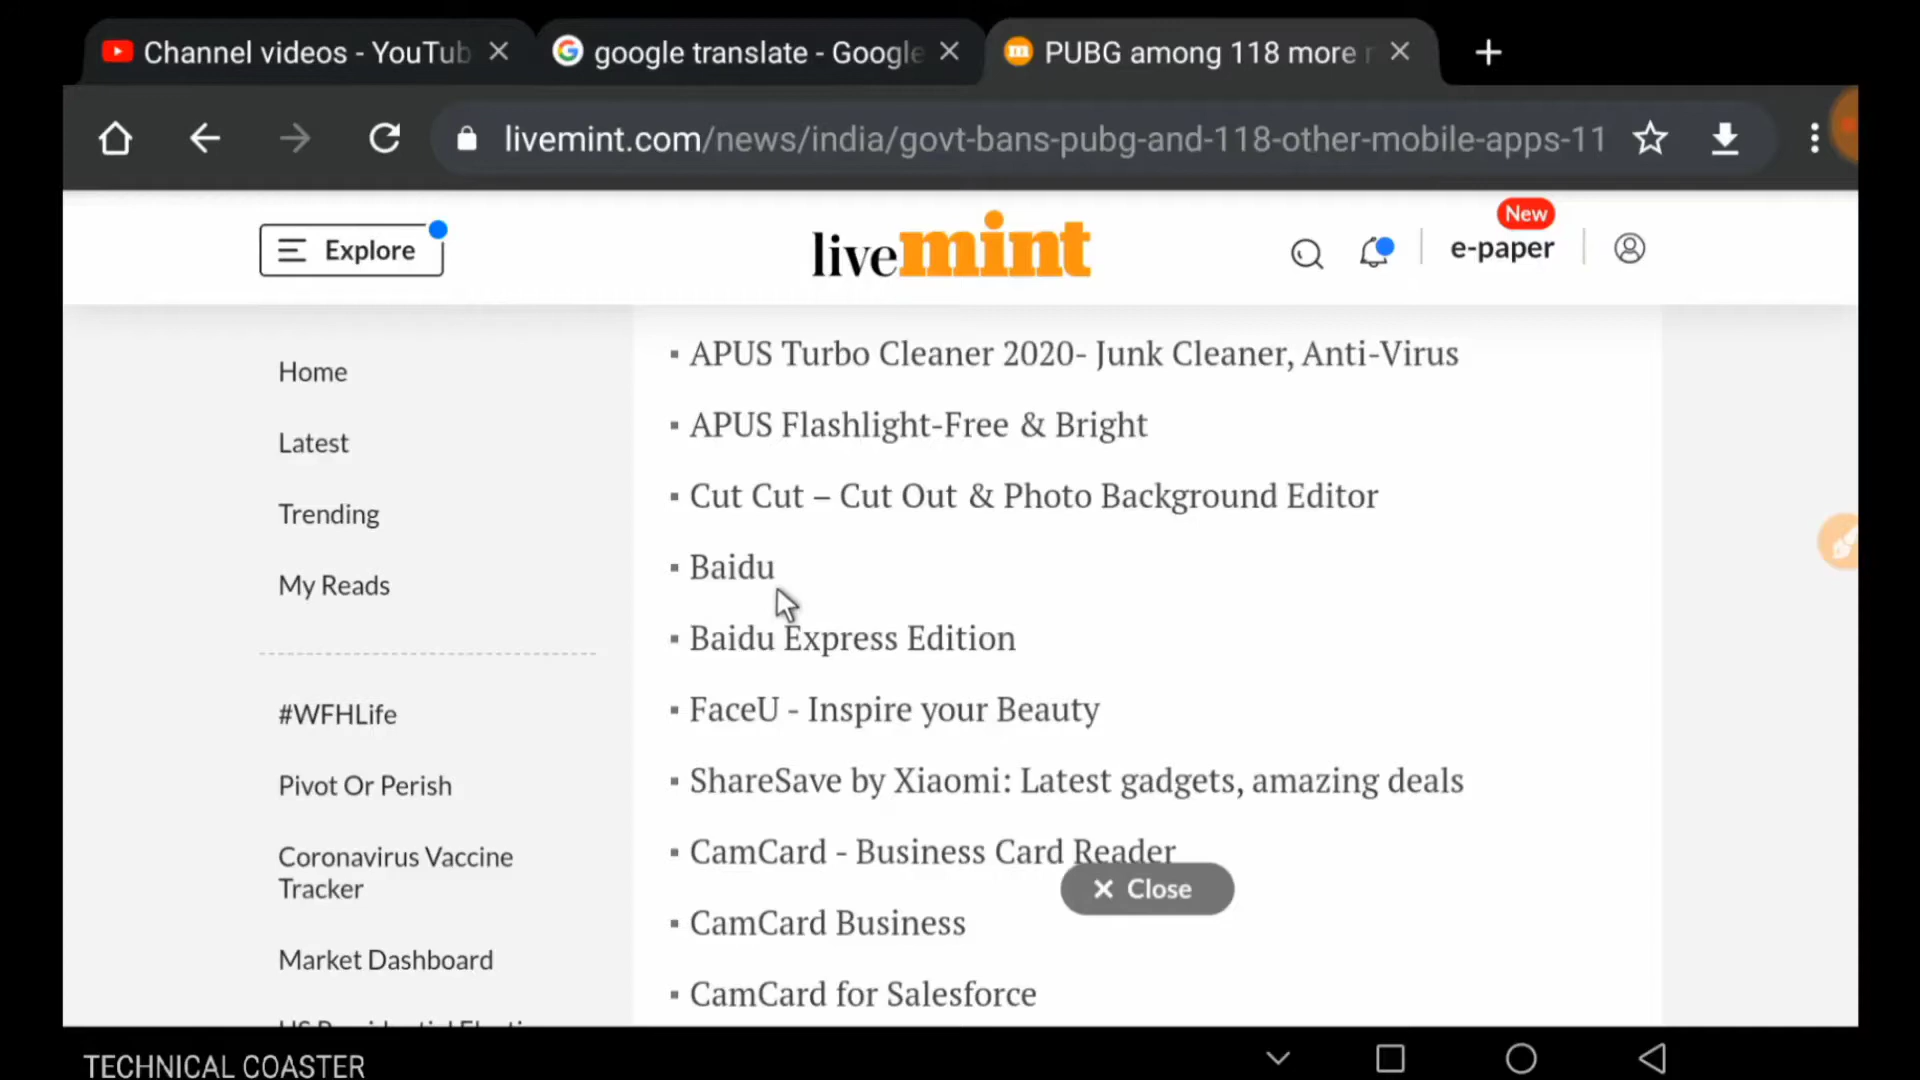 Channel videos - YouTub
google translate - Google
PUBG among 118 more
livemint.com/news/india/govt-bans-pubg-and-118-other-mobile-apps-11
Explore
livemint
New
e-paper
Home
Latest
Trending
My Reads
#WFHLife
Pivot Or Perish
Coronavirus Vaccine
Tracker
Market Dashboard
▪ APUS Turbo Cleaner 2020- Junk Cleaner, Anti-Virus
▪ APUS Flashlight-Free & Bright
▪ Cut Cut – Cut Out & Photo Background Editor
▪ Baidu
▪ Baidu Express Edition
▪ FaceU - Inspire your Beauty
▪ ShareSave by Xiaomi: Latest gadgets, amazing deals
▪ CamCard - Business Card Reader
Close
▪ CamCard Business
▪ CamCard for Salesforce
TECHNICAL COASTER